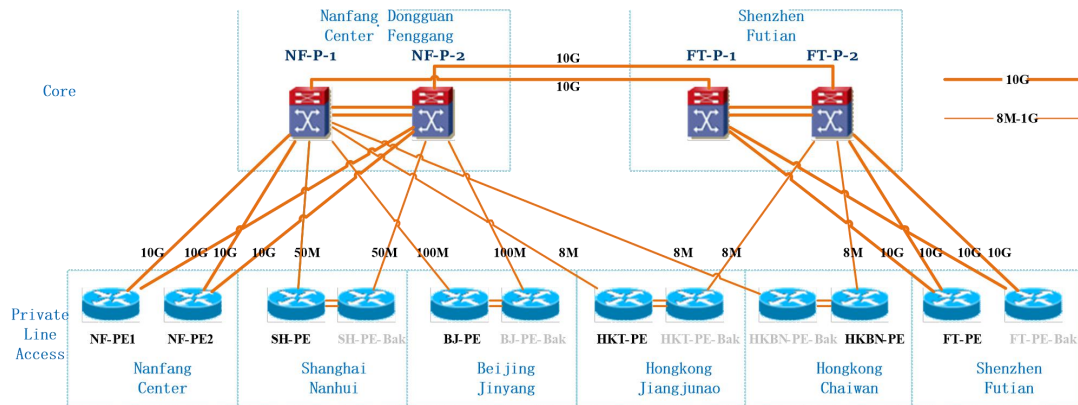 Nanfang Dongguan
Center Fenggang
Shenzhen
Futian
NF-P-1
NF-P-2
FT-P-1
FT-P-2
10G
10G
Core
10G
8M-1G
10G
10G
10G
10G
50M
50M
100M
100M
8M
8M
8M
8M
10G
10G
10G
10G
Private
Line
Access
NF-PE1
NF-PE2
SH-PE
SH-PE-Bak
BJ-PE
BJ-PE-Bak
HKT-PE
HKT-PE-Bak
HKBN-PE-Bak
HKBN-PE
FT-PE
FT-PE-Bak
Nanfang
Center
Shanghai
Nanhui
Beijing
Jinyang
Hongkong
Jiangjunao
Hongkong
Chaiwan
Shenzhen
Futian